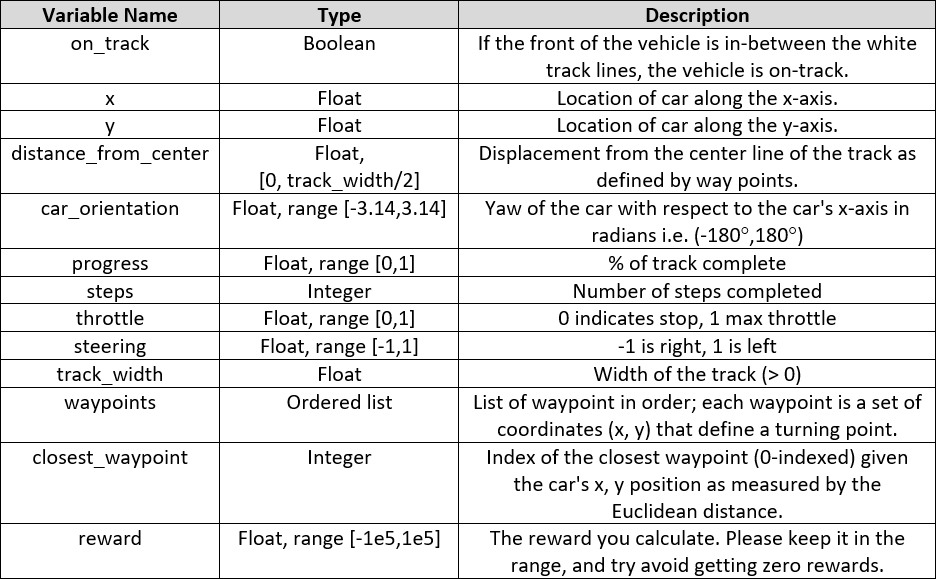 Variable Name Type Description
on_track Boolean If the front of the vehicle is in-between the white
track lines, the vehicle is on-track.
x Float Location of car along the x-axis.
y Float Location of car along the y-axis.
distance_from_center Float, Displacement from the center line of the track as
[0, track_width/2] defined by way points.
car_orientation Float, range [-3.14,3.14] Yaw of the car with respect to the car's x-axis in
radians i.e. (-180°,180°)
progress Float, range [0,1] % of track complete
steps Integer Number of steps completed
throttle Float, range [0,1] 0 indicates stop, 1 max throttle
steering Float, range [-1,1] -1 is right, 1 is left
track_width Float Width of the track (> 0)
waypoints Ordered list List of waypoint in order; each waypoint is a set of
coordinates (x, y) that define a turning point.
closest_waypoint Integer Index of the closest waypoint (0-indexed) given
the car's x, y position as measured by the
Euclidean distance.
reward Float, range [-1e5,1e5] The reward you calculate. Please keep it in the
range, and try avoid getting zero rewards.